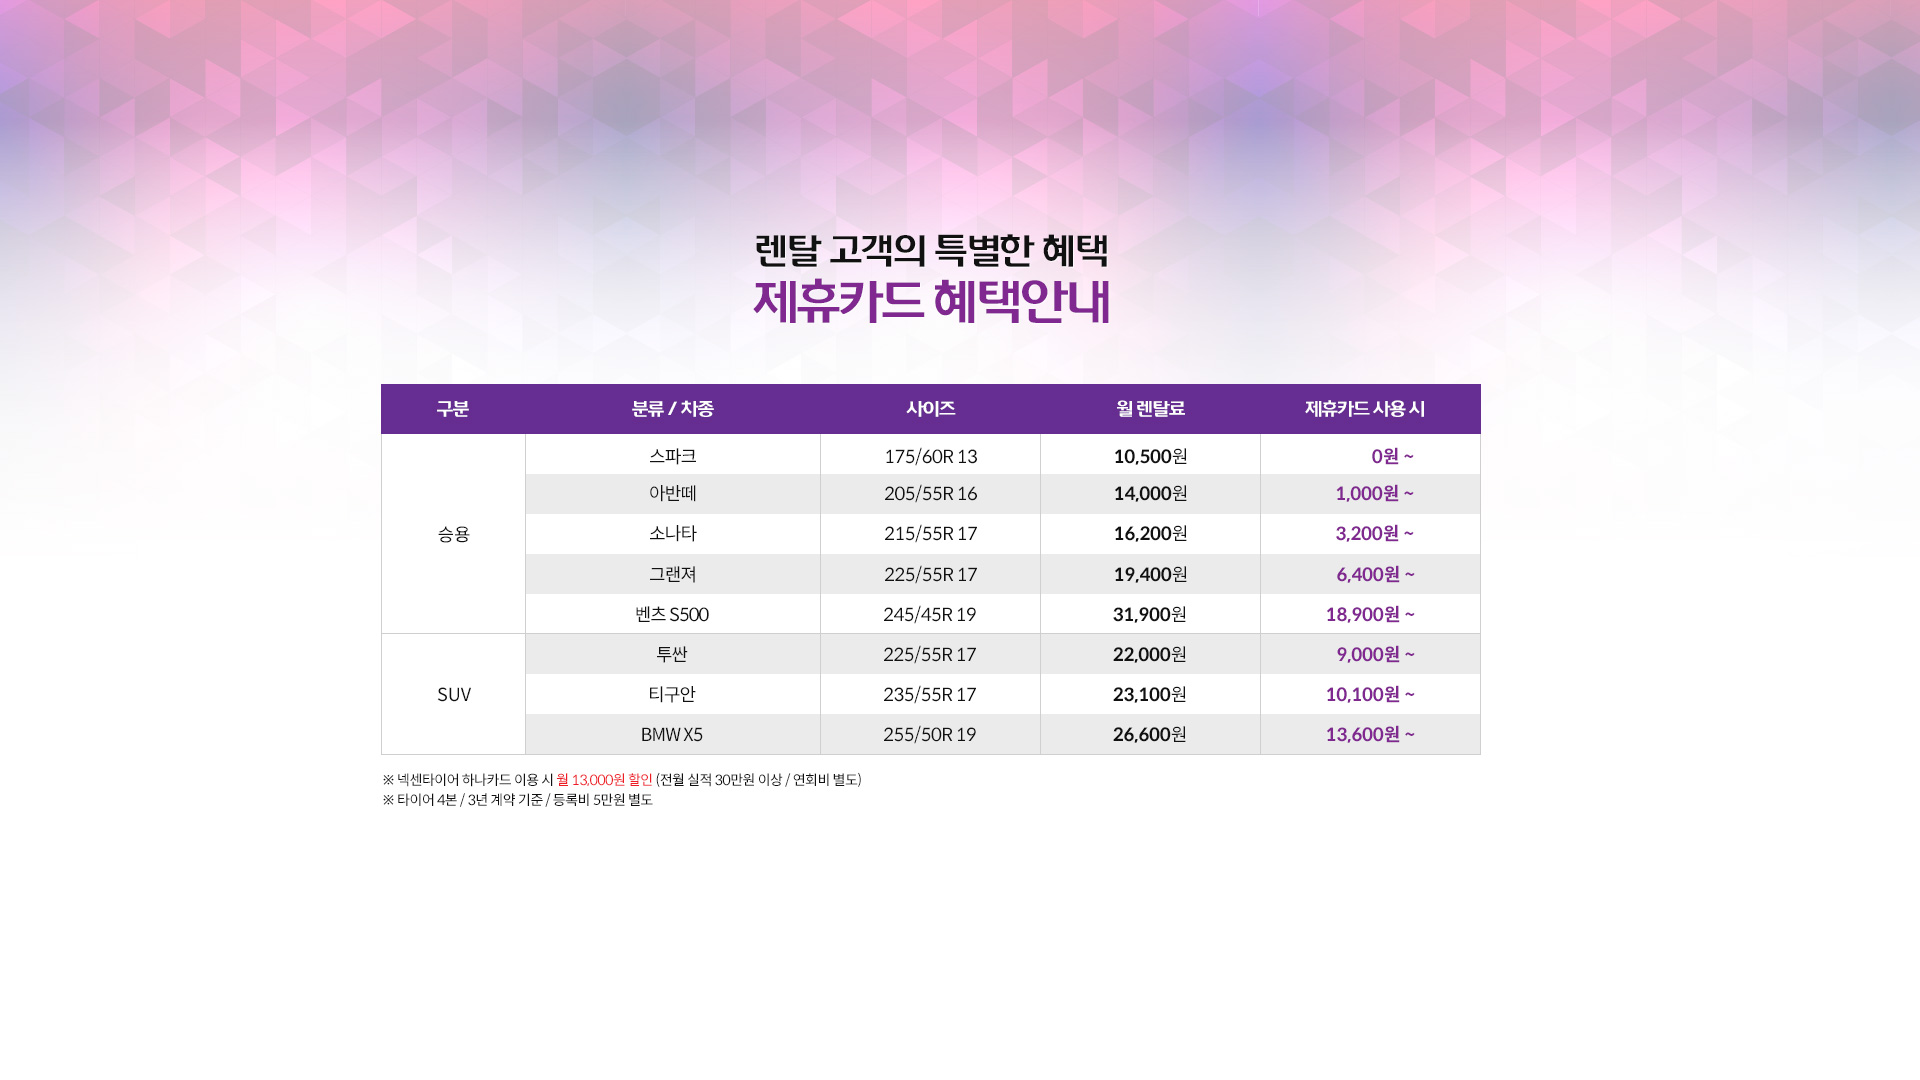 렌탈 고객의 특별한 혜택
제휴카드 혜택안내
구분 분류 / 차종 사이즈 월 렌탈료 제휴카드 사용 시
승용
스파크 175/60R 13 10,500원 0원 ~
아반떼 205/55R 16 14,000원 1,000원 ~
소나타 215/55R 17 16,200원 3,200원 ~
그랜져 225/55R 17 19,400원 6,400원 ~
벤츠 S500 245/45R 19 31,900원 18,900원 ~
SUV
투싼 225/55R 17 22,000원 9,000원 ~
티구안 235/55R 17 23,100원 10,100원 ~
BMW X5 255/50R 19 26,600원 13,600원 ~
※ 넥센타이어 하나카드 이용 시 월 13,000원 할인 (전월 실적 30만원 이상 / 연회비 별도)
※ 타이어 4본 / 3년 계약 기준 / 등록비 5만원 별도